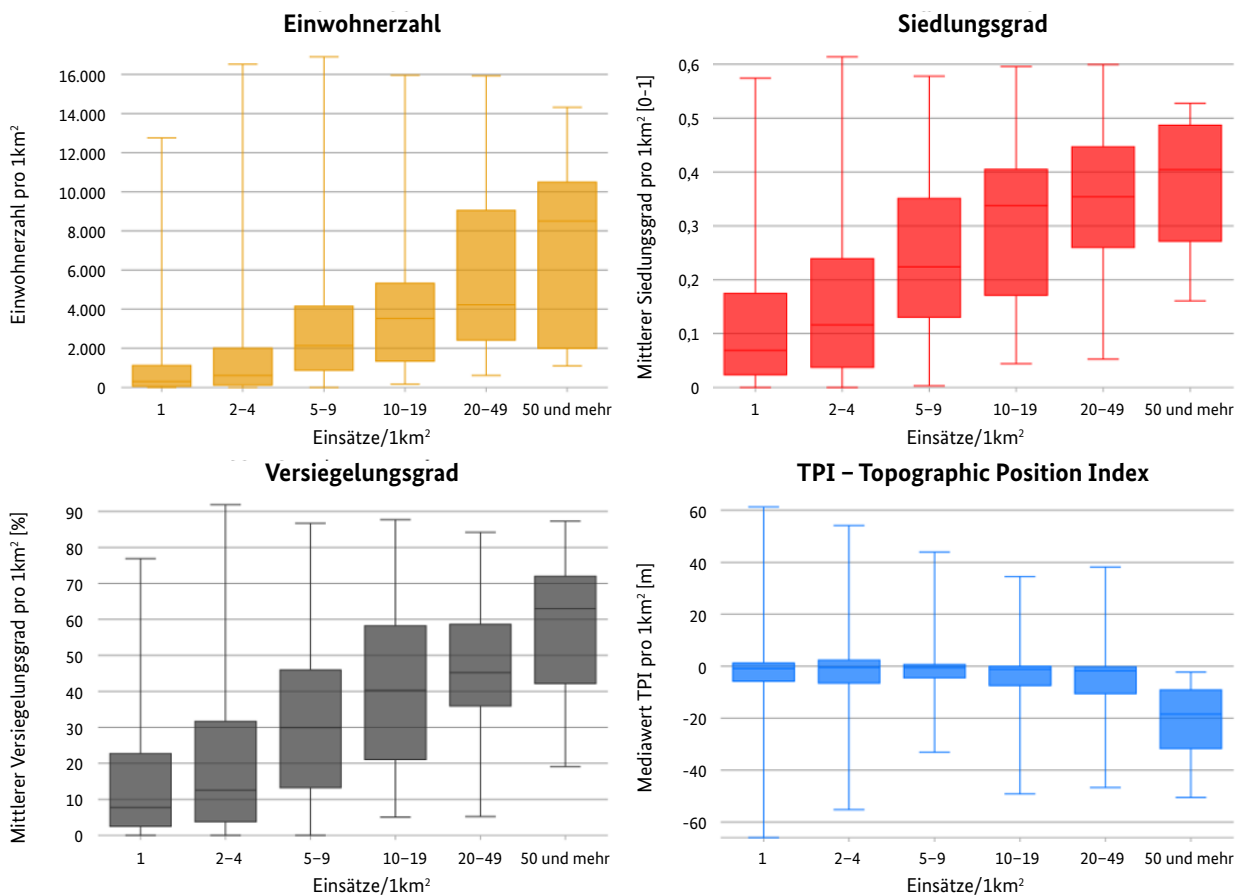 Einwohnerzahl
Einwohnerzahl pro 1km²
16.000
14.000
12.000
10.000
8.000
6.000
4.000
2.000
0
1 2–4 5–9 10–19 20–49 50 und mehr
Einsätze/1km²
Siedlungsgrad
Mittlerer Siedlungsgrad pro 1km² [0–1]
0,6
0,5
0,4
0,3
0,2
0,1
0
1 2–4 5–9 10–19 20–49 50 und mehr
Einsätze/1km²
Versiegelungsgrad
Mittlerer Versiegelungsgrad pro 1km² [%]
90
80
70
60
50
40
30
20
10
0
1 2–4 5–9 10–19 20–49 50 und mehr
Einsätze/1km²
TPI – Topographic Position Index
Mediawert TPI pro 1km² [m]
60
40
20
0
-20
-40
-60
1 2–4 5–9 10–19 20–49 50 und mehr
Einsätze/1km²